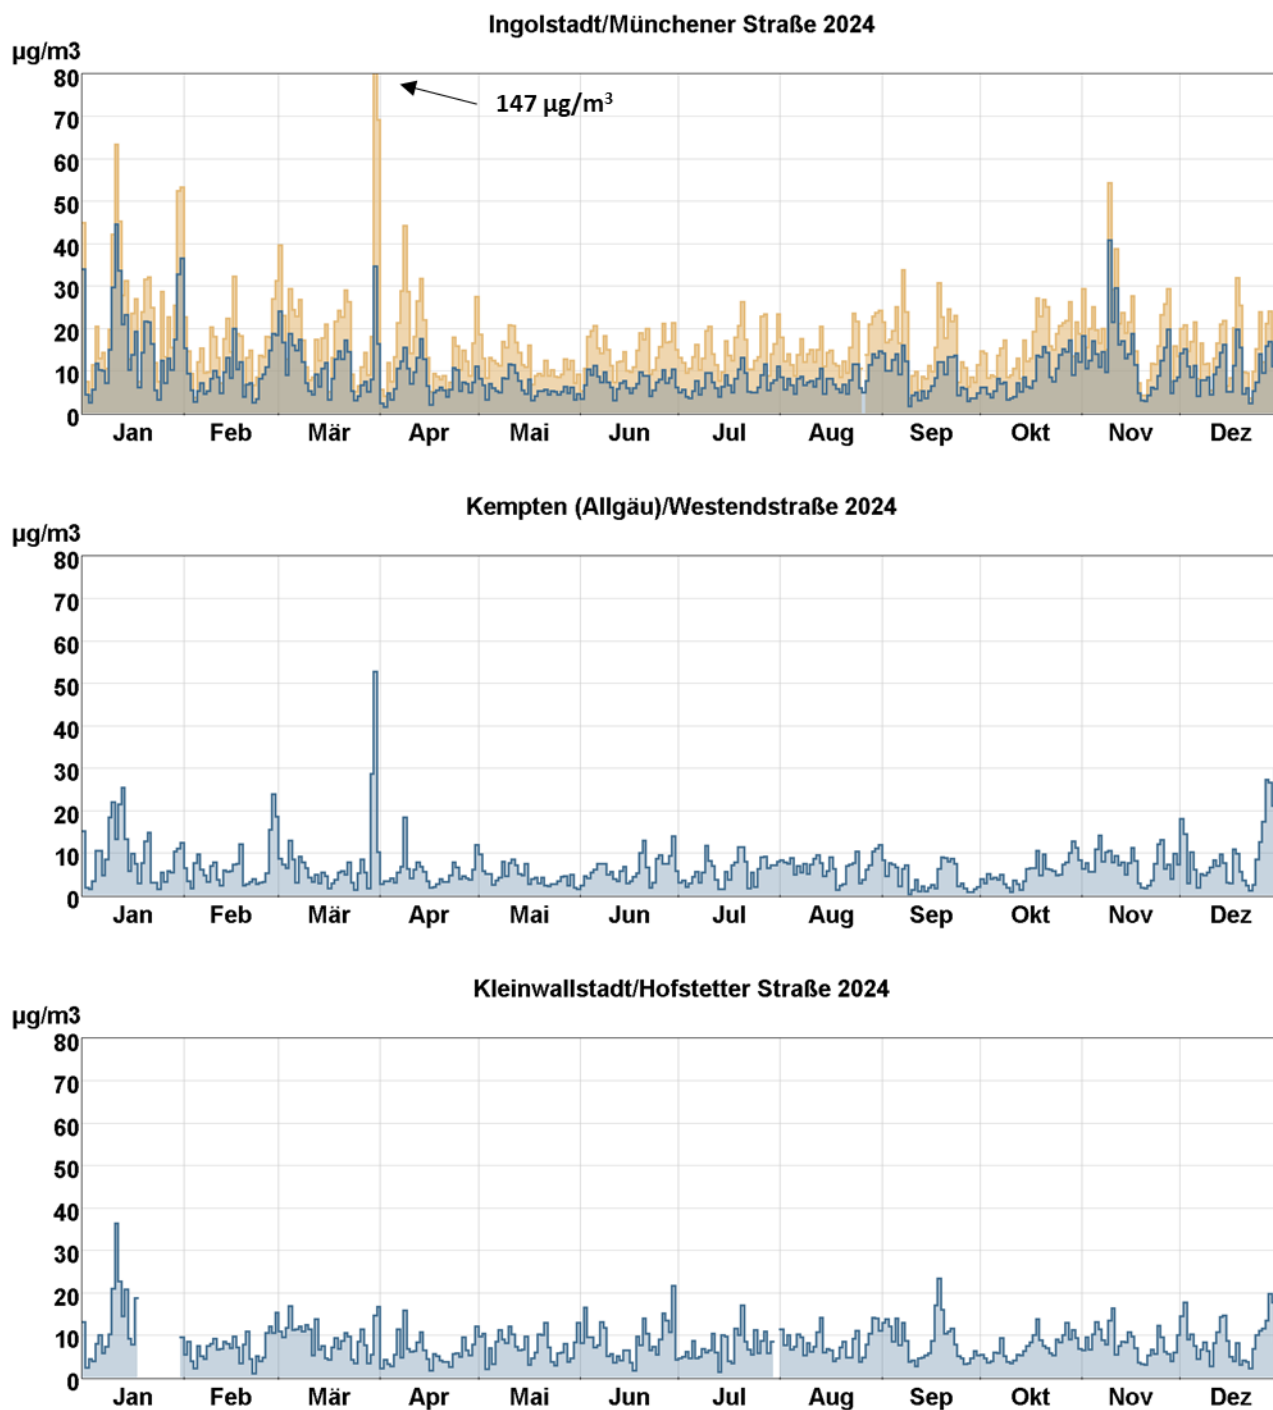 Ingolstadt/Münchener Straße 2024
µg/m3
80
147 µg/m³
70
60
50
40
30
20
10
0
Jan Feb Mär Apr Mai Jun Jul Aug Sep Okt Nov Dez
Kempten (Allgäu)/Westendstraße 2024
µg/m3
80
70
60
50
40
30
20
10
0
Jan Feb Mär Apr Mai Jun Jul Aug Sep Okt Nov Dez
Kleinwallstadt/Hofstetter Straße 2024
µg/m3
80
70
60
50
40
30
20
10
0
Jan Feb Mär Apr Mai Jun Jul Aug Sep Okt Nov Dez